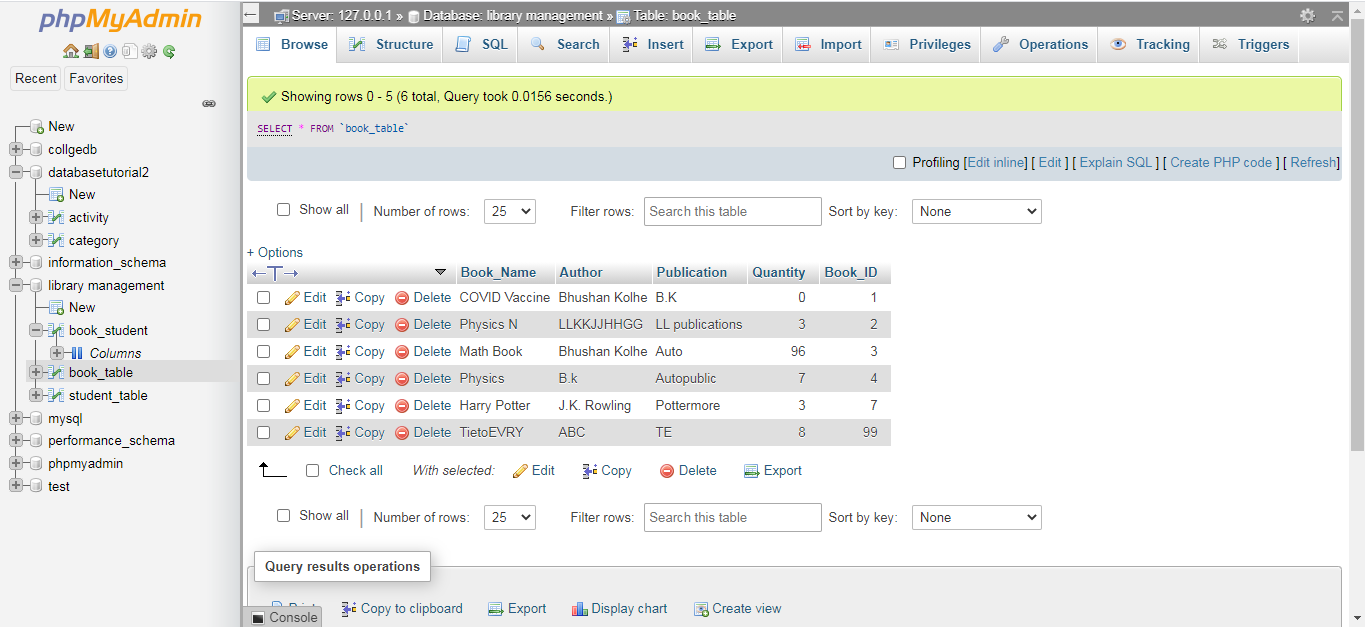 phpMyAdmin
Recent Favorites
New
collgedb
databasetutorial2
New
activity
category
information_schema
library management
New
book_student
Columns
book_table
student_table
mysql
performance_schema
phpmyadmin
test
Server: 127.0.0.1 » Database: library management » Table: book_table
Browse Structure SQL Search Insert Export Import Privileges Operations Tracking Triggers
Showing rows 0 - 5 (6 total, Query took 0.0156 seconds.)
SELECT * FROM `book_table`
Profiling [Edit inline] [ Edit ] [ Explain SQL ] [ Create PHP code ] [ Refresh]
Show all | Number of rows: 25 Filter rows: Search this table Sort by key: None
+ Options
←T→ Book_Name Author Publication Quantity Book_ID
Edit Copy Delete COVID Vaccine Bhushan Kolhe B.K 0 1
Edit Copy Delete Physics N LLKKJJHHGG LL publications 3 2
Edit Copy Delete Math Book Bhushan Kolhe Auto 96 3
Edit Copy Delete Physics B.k Autopublic 7 4
Edit Copy Delete Harry Potter J.K. Rowling Pottermore 3 7
Edit Copy Delete TietoEVRY ABC TE 8 99
Check all With selected: Edit Copy Delete Export
Show all | Number of rows: 25 Filter rows: Search this table Sort by key: None
Query results operations
Print Copy to clipboard Export Display chart Create view
Console